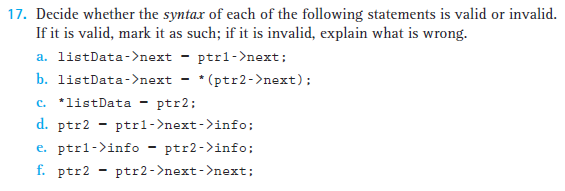 17. Decide whether the syntax of each of the following statements is valid or invalid.
If it is valid, mark it as such; if it is invalid, explain what is wrong.
a. listData->next - ptr1->next;
b. listData->next - *(ptr2->next);
c. *listData - ptr2;
d. ptr2 - ptr1->next->info;
e. ptr1->info - ptr2->info;
f. ptr2 - ptr2->next->next;